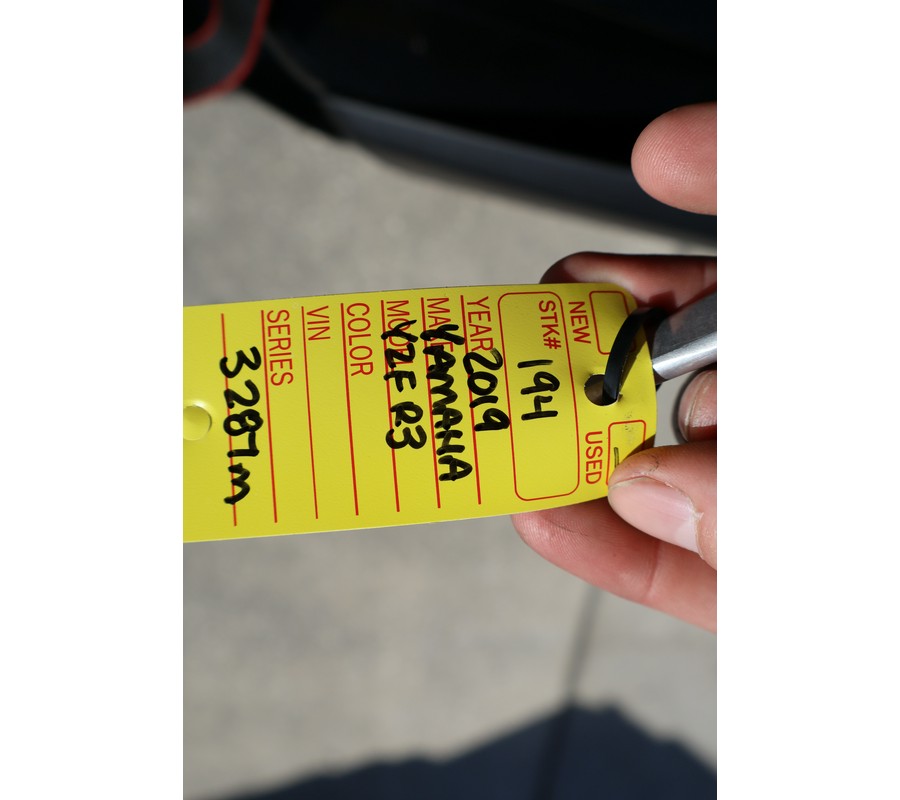 NEW USED
STK# 194
YEAR 2019
MAKE YAMAHA
MODEL YZF R3
COLOR
VIN
SERIES
3287m